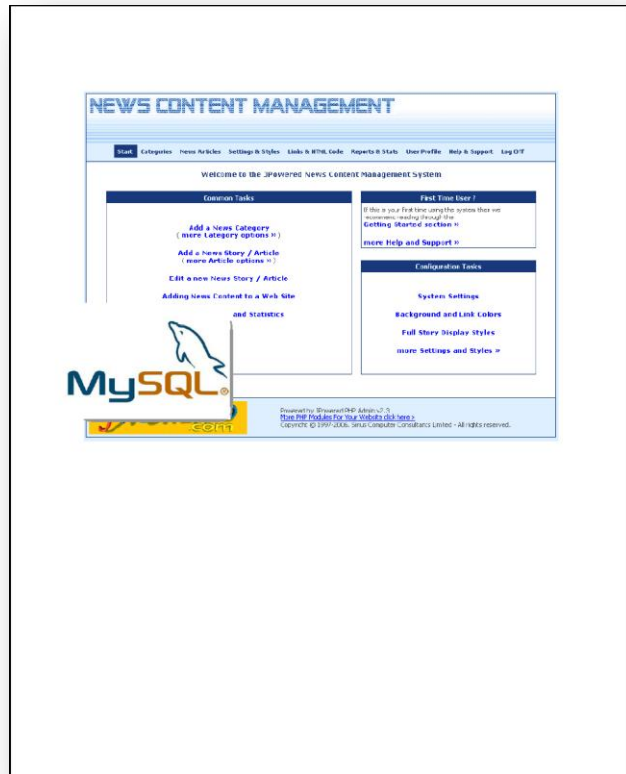 NEWS CONTENT MANAGEMENT
Start Categories News Articles Settings & Styles Links & HTML Code Reports & Stats User Profile Help & Support Log Off
Welcome to the JPowered News Content Management System
Common Tasks
Add a News Category
( more Category options » )
Add a News Story / Article
( more Article options » )
Edit a new News Story / Article
Adding News Content to a Web Site
and Statistics
First Time User ?
If this is your first time using the system then we
recommend reading through the
Getting Started section »
more Help and Support »
Configuration Tasks
System Settings
Background and Link Colors
Full Story Display Styles
more Settings and Styles »
MySQL®
.com
Powered by JPowered PHP Admin v2.3
More PHP Modules For Your Website click here >
Copyright © 1997-2006, Sirius Computer Consultants Limited - All rights reserved.